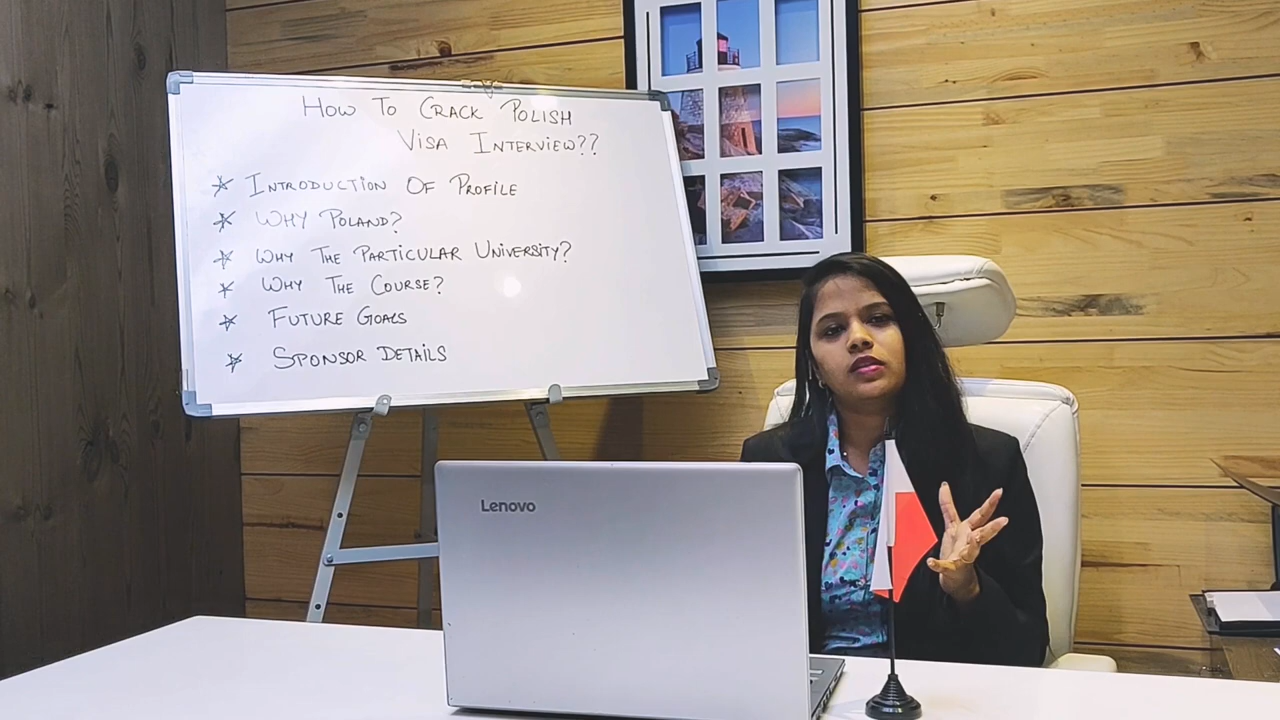 HOW TO CRACK POLISH
VISA INTERVIEW??
* INTRODUCTION OF PROFILE
* WHY POLAND?
* WHY THE PARTICULAR UNIVERSITY?
* WHY THE COURSE?
* FUTURE GOALS
* SPONSOR DETAILS
Lenovo